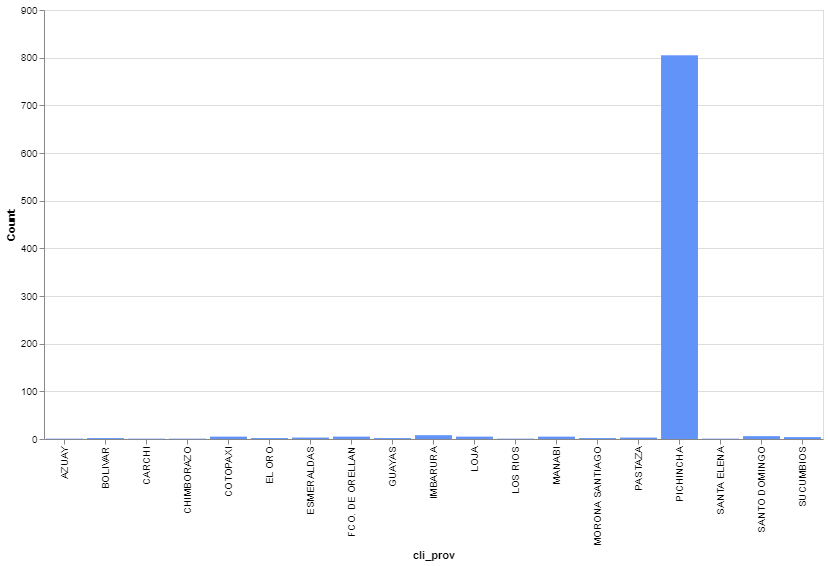 900
800
700
600
500
400
300
200
100
0
Count
AZUAY
BOLIVAR
CARCHI
CHIMBORAZO
COTOPAXI
EL ORO
ESMERALDAS
FCO. DE ORELLAN
GUAYAS
IMBARURA
LOJA
LOS RIOS
MANABI
MORONA SANTIAGO
PASTAZA
PICHINCHA
SANTA ELENA
SANTO DOMINGO
SUCUMBIOS
cli_prov